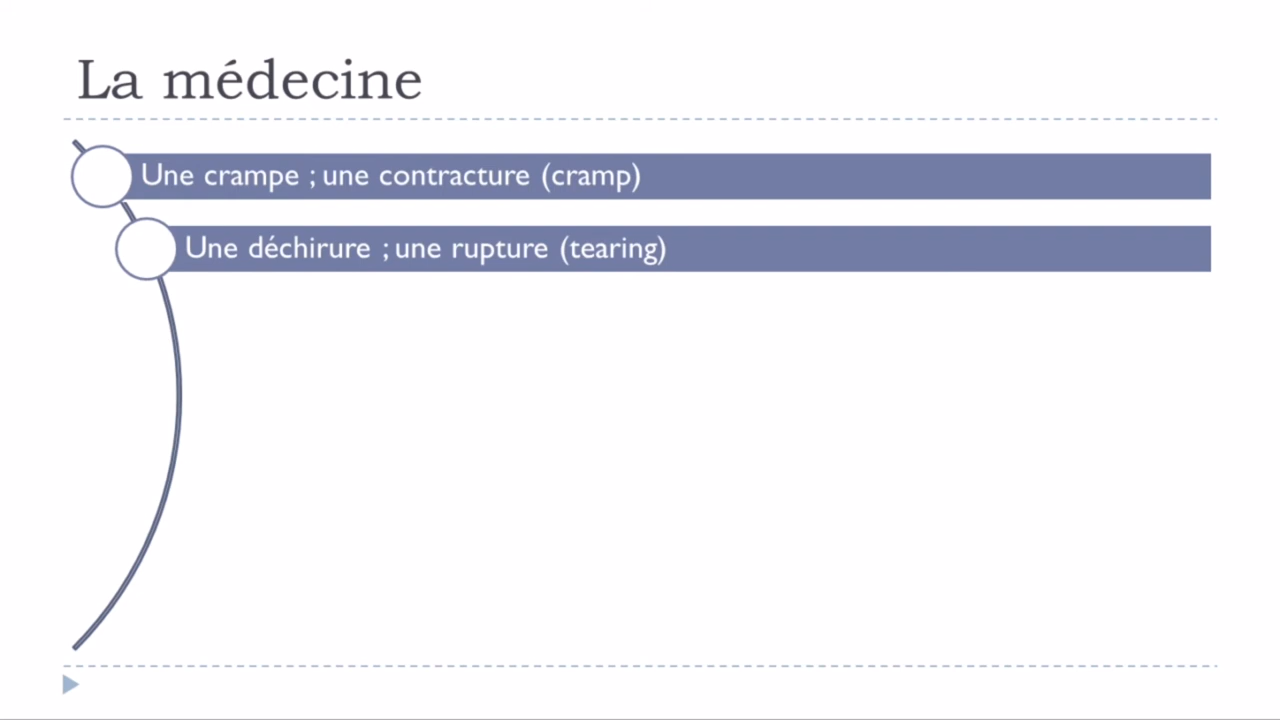 La médecine
Une crampe ; une contracture (cramp)
Une déchirure ; une rupture (tearing)